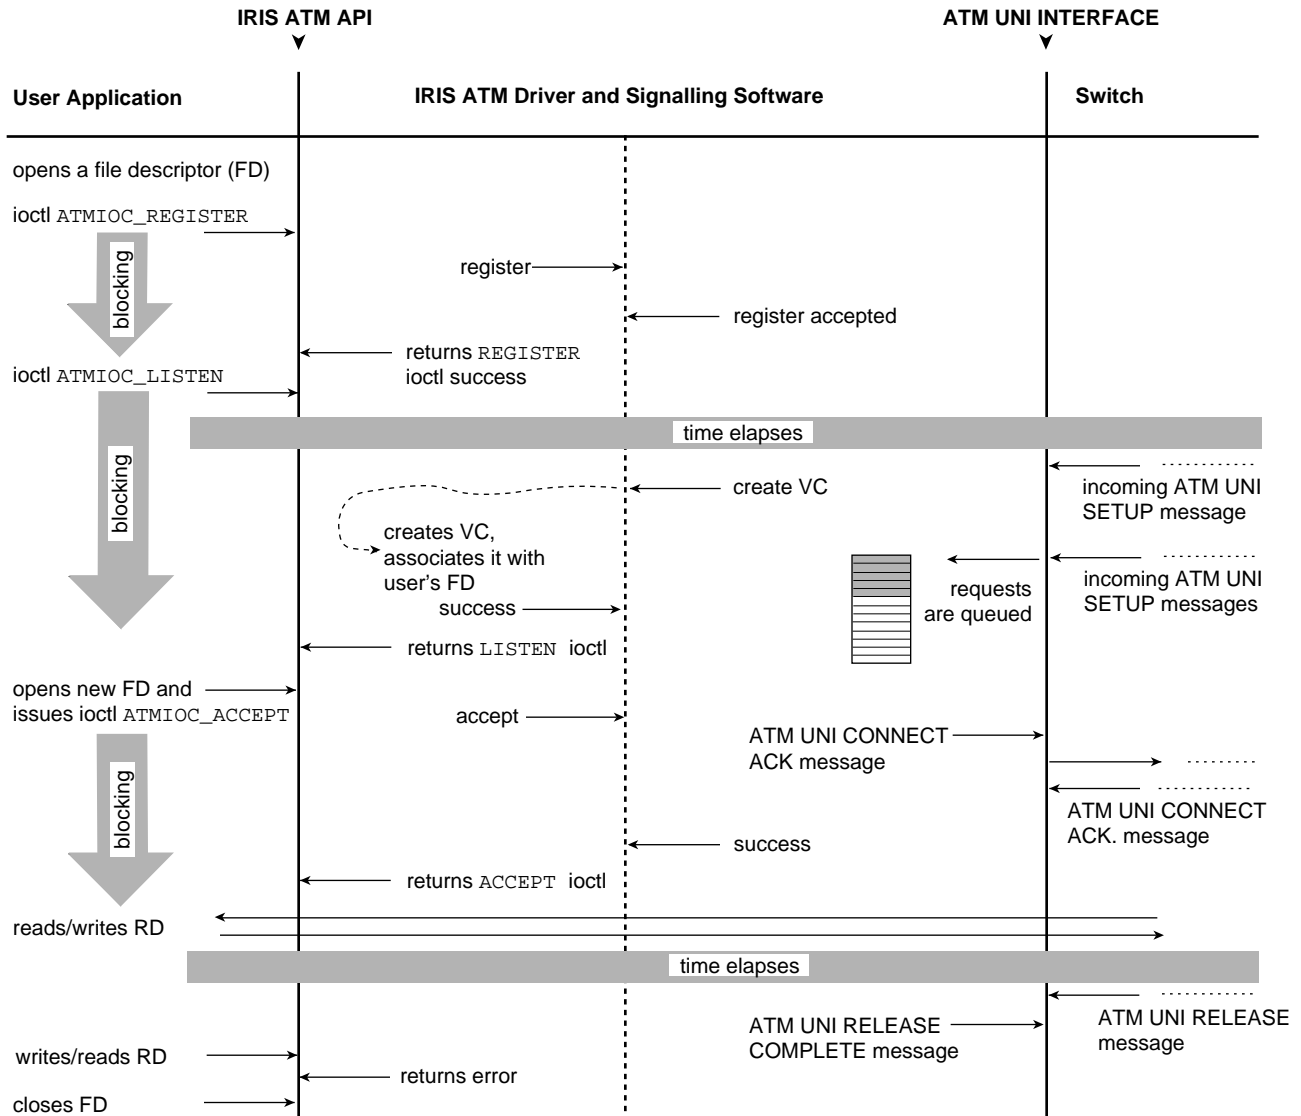 IRIS ATM API
ATM UNI INTERFACE
User Application
IRIS ATM Driver and Signalling Software
Switch
opens a file descriptor (FD)
ioctl ATMIOC_REGISTER
blocking
register
register accepted
returns REGISTER
ioctl success
ioctl ATMIOC_LISTEN
time elapses
blocking
incoming ATM UNI
SETUP message
create VC
creates VC,
associates it with
user's FD
success
requests
are queued
incoming ATM UNI
SETUP messages
returns LISTEN ioctl
opens new FD and
issues ioctl ATMIOC_ACCEPT
accept
ATM UNI CONNECT
ACK message
blocking
ATM UNI CONNECT
ACK. message
success
returns ACCEPT ioctl
reads/writes RD
time elapses
ATM UNI RELEASE
message
ATM UNI RELEASE
COMPLETE message
writes/reads RD
returns error
closes FD